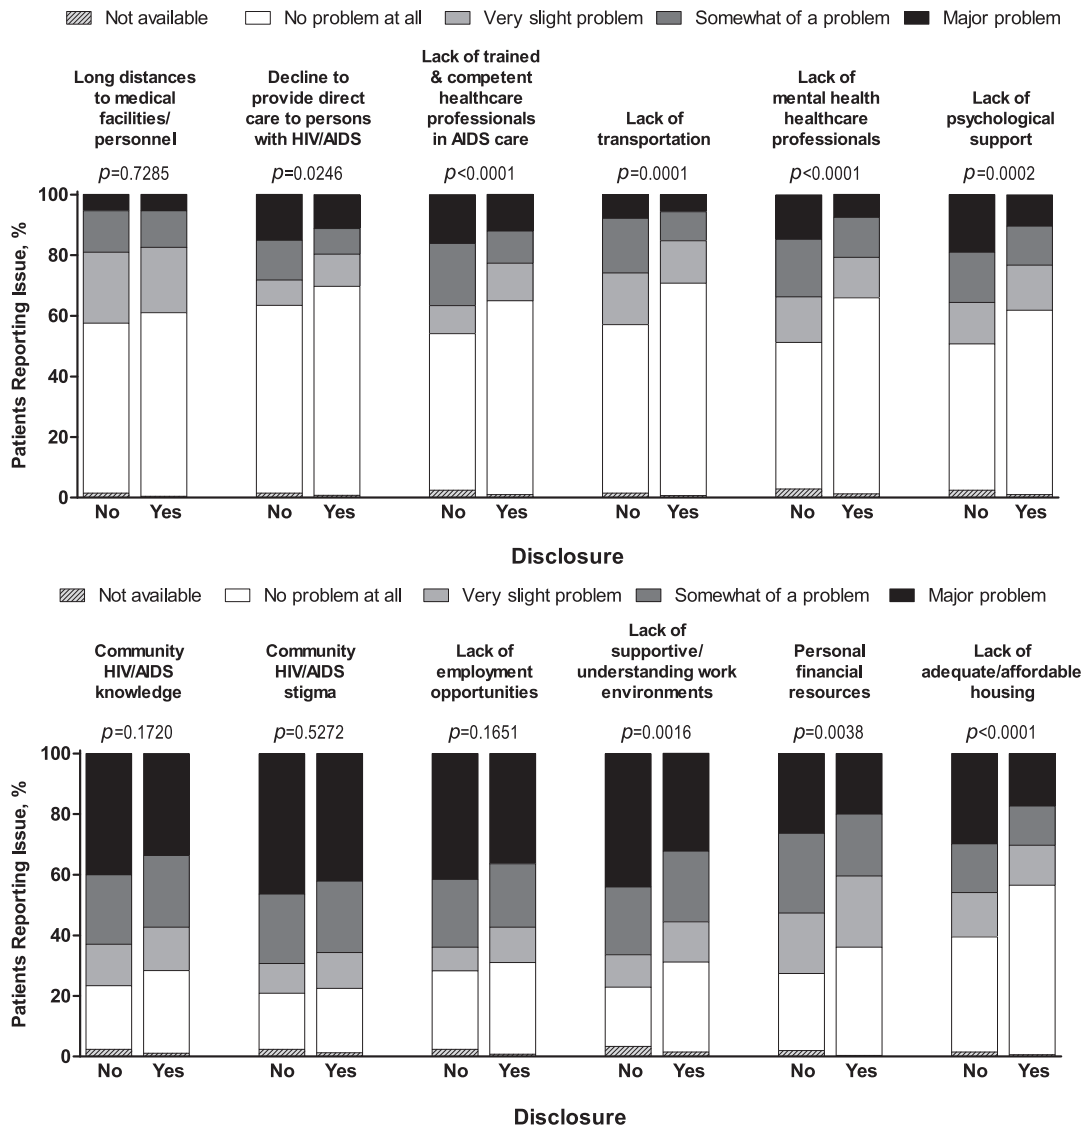 Not available No problem at all Very slight problem Somewhat of a problem Major problem
Long distances
to medical
facilities/
personnel
Decline to
provide direct
care to persons
with HIV/AIDS
Lack of trained
& competent
healthcare
professionals
in AIDS care
Lack of
transportation
Lack of
mental health
healthcare
professionals
Lack of
psychological
support
p=0.7285 p=0.0246 p<0.0001 p=0.0001 p<0.0001 p=0.0002
Patients Reporting Issue, %
100
80
60
40
20
0
No Yes No Yes No Yes No Yes No Yes No Yes
Disclosure
Not available No problem at all Very slight problem Somewhat of a problem Major problem
Community
HIV/AIDS
knowledge
Community
HIV/AIDS
stigma
Lack of
employment
opportunities
Lack of
supportive/
understanding work
environments
Personal
financial
resources
Lack of
adequate/affordable
housing
p=0.1720 p=0.5272 p=0.1651 p=0.0016 p=0.0038 p<0.0001
Patients Reporting Issue, %
100
80
60
40
20
0
No Yes No Yes No Yes No Yes No Yes No Yes
Disclosure